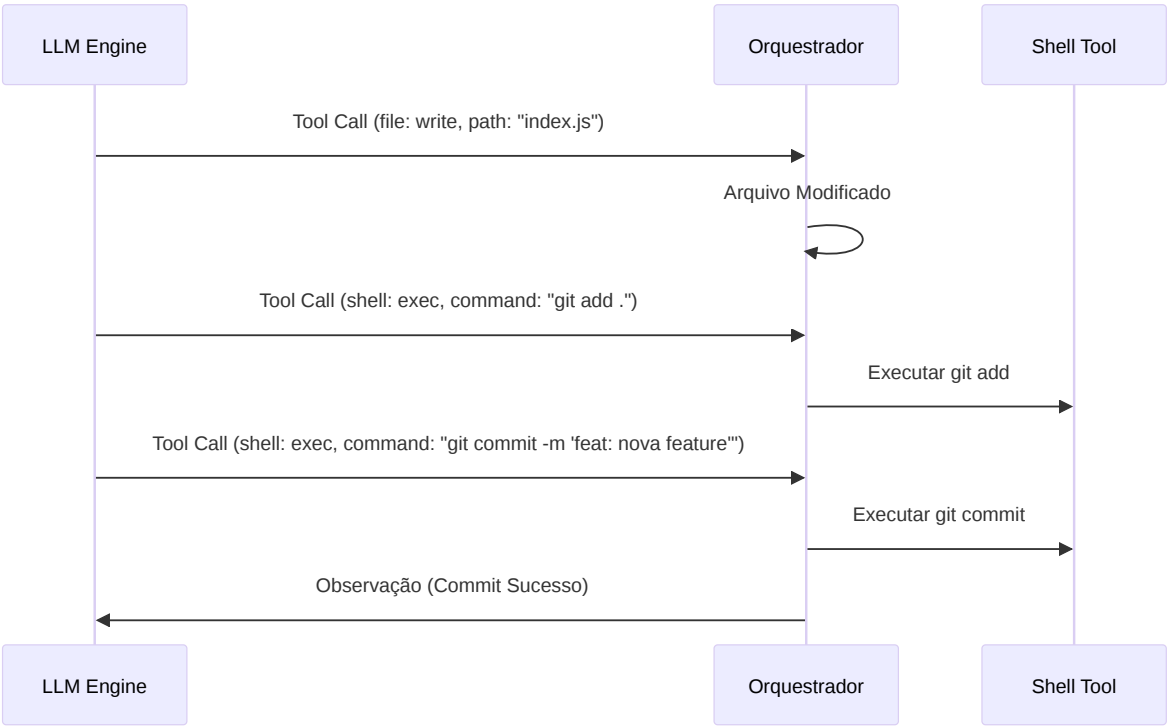 LLM Engine
Orquestrador
Shell Tool
Tool Call (file: write, path: "index.js")
Arquivo Modificado
Tool Call (shell: exec, command: "git add .")
Executar git add
Tool Call (shell: exec, command: "git commit -m 'feat: nova feature'")
Executar git commit
Observação (Commit Sucesso)
LLM Engine
Orquestrador
Shell Tool